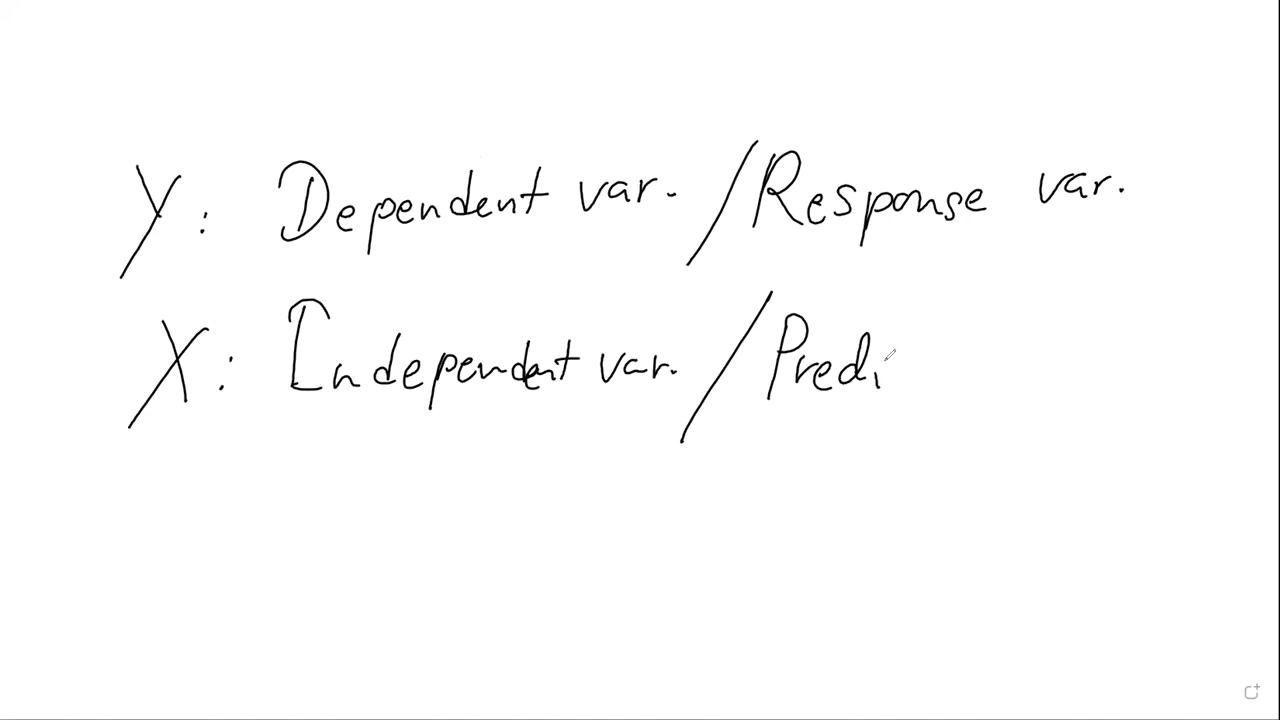 Y: Dependent var. / Response var.
X: Independent var. / Predi